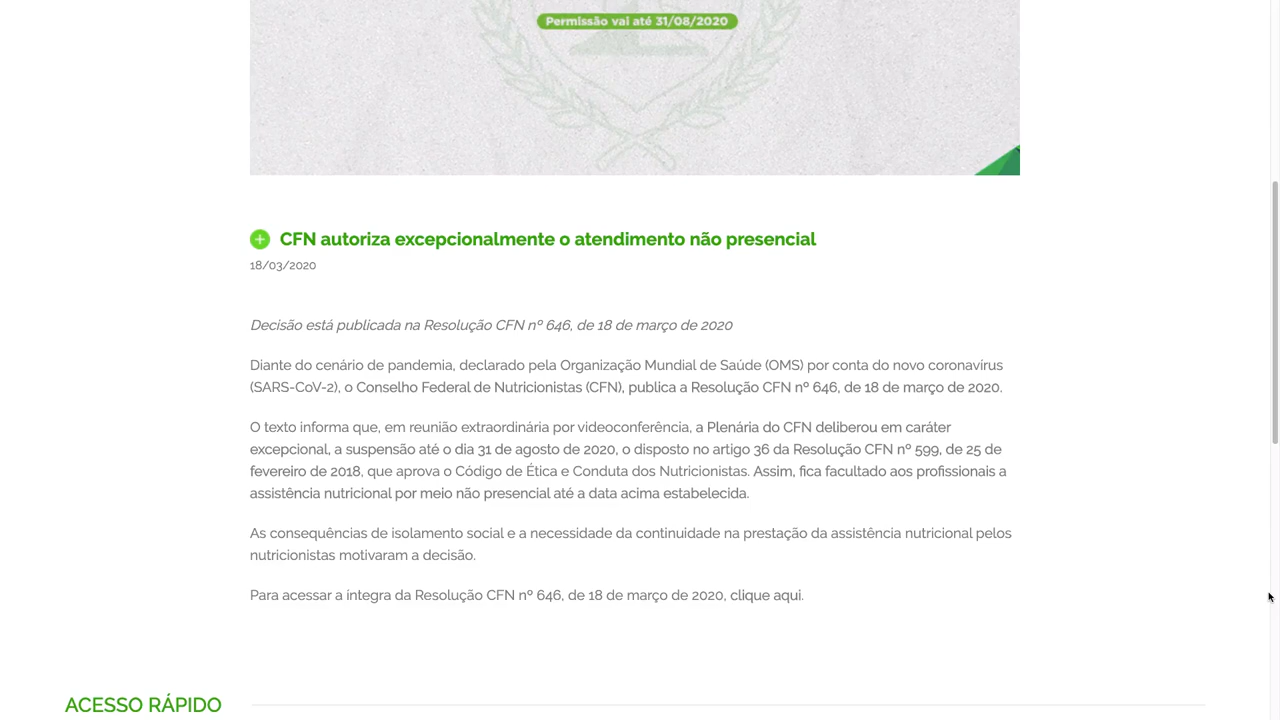 Permissão vai até 31/08/2020
CFN autoriza excepcionalmente o atendimento não presencial
18/03/2020
Decisão está publicada na Resolução CFN nº 646, de 18 de março de 2020
Diante do cenário de pandemia, declarado pela Organização Mundial de Saúde (OMS) por conta do novo coronavírus
(SARS-CoV-2), o Conselho Federal de Nutricionistas (CFN), publica a Resolução CFN nº 646, de 18 de março de 2020.
O texto informa que, em reunião extraordinária por videoconferência, a Plenária do CFN deliberou em caráter
excepcional, a suspensão até o dia 31 de agosto de 2020, o disposto no artigo 36 da Resolução CFN nº 599, de 25 de
fevereiro de 2018, que aprova o Código de Ética e Conduta dos Nutricionistas. Assim, fica facultado aos profissionais a
assistência nutricional por meio não presencial até a data acima estabelecida.
As consequências de isolamento social e a necessidade da continuidade na prestação da assistência nutricional pelos
nutricionistas motivaram a decisão.
Para acessar a integra da Resolução CFN nº 646, de 18 de março de 2020, clique aqui.
ACESSO RÁPIDO